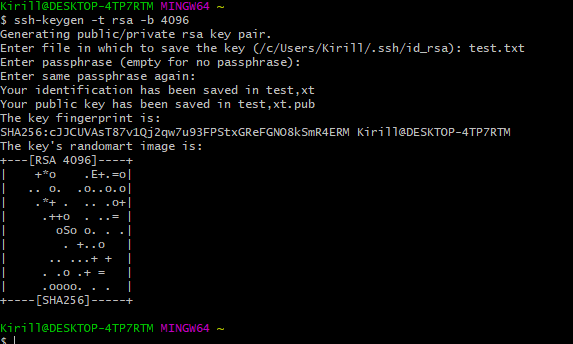 Kirill@DESKTOP-4TP7RTM MINGW64 ~
$ ssh-keygen -t rsa -b 4096
Generating public/private rsa key pair.
Enter file in which to save the key (/c/Users/Kirill/.ssh/id_rsa): test.txt
Enter passphrase (empty for no passphrase):
Enter same passphrase again:
Your identification has been saved in test,xt
Your public key has been saved in test,xt.pub
The key fingerprint is:
SHA256:cJJCUVAsT87v1Qj2qw7u93FPStxGReFGNO8kSmR4ERM Kirill@DESKTOP-4TP7RTM
The key's randomart image is:
+---[RSA 4096]----+
|    +*o    .E+.=o|
|   .. o.  .o..o.o|
|    .*+ .  .. .o+|
|     .++o  . ..= |
|       oSo o. . .|
|        . +..o   |
|      .. ...+ +  |
|     . .o .+ =   |
|     .oooo. . .  |
+----[SHA256]-----+
Kirill@DESKTOP-4TP7RTM MINGW64 ~
$